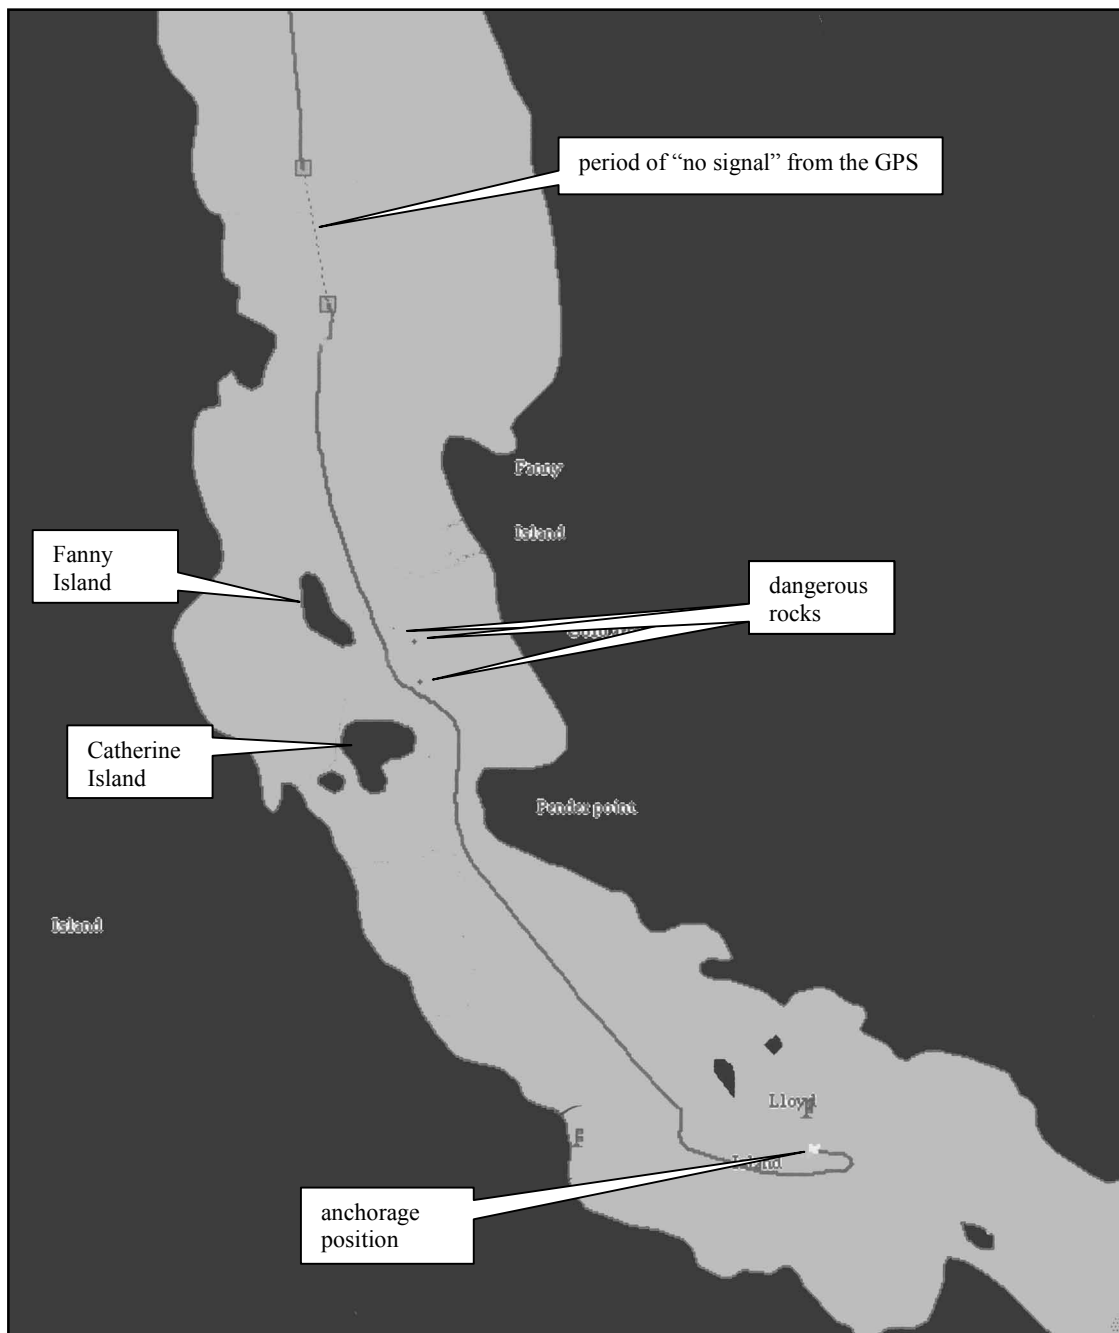 period of “no signal” from the GPS
Fanny
Island
Fanny
Island
dangerous
rocks
Catherine
Island
Pender point
Island
Lloyd
Island
anchorage
position